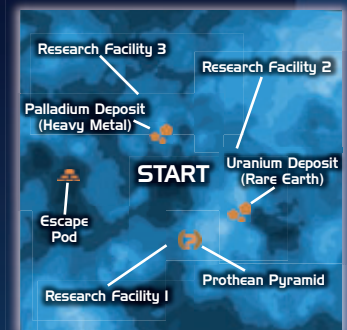 Research Facility 3
Research Facility 2
Palladium Deposit
(Heavy Metal)
START
Uranium Deposit
(Rare Earth)
Escape
Pod
Prothean Pyramid
Research Facility 1